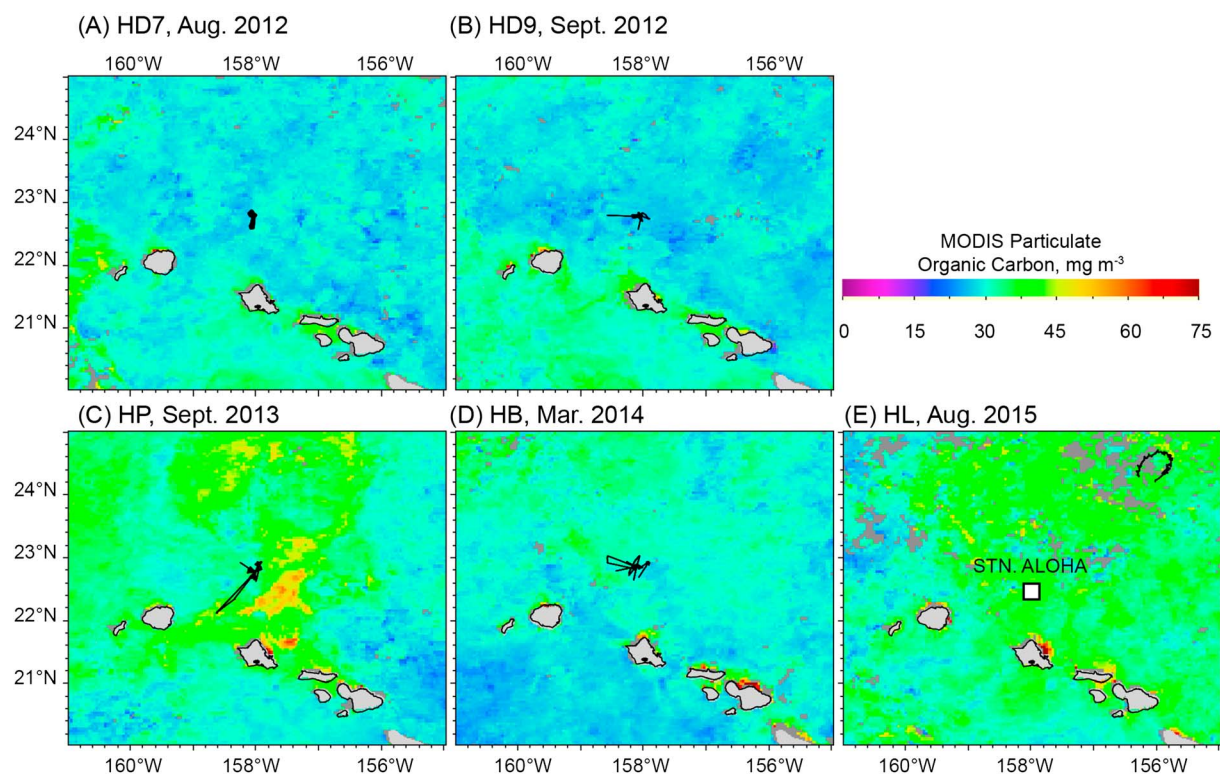 (A) HD7, Aug. 2012
(B) HD9, Sept. 2012
160°W 158°W 156°W
160°W 158°W 156°W
24°N
23°N
22°N
21°N
MODIS Particulate
Organic Carbon, mg m⁻³
0 15 30 45 60 75
(C) HP, Sept. 2013
(D) HB, Mar. 2014
(E) HL, Aug. 2015
24°N
23°N
22°N
21°N
STN. ALOHA
160°W 158°W 156°W
160°W 158°W 156°W
160°W 158°W 156°W